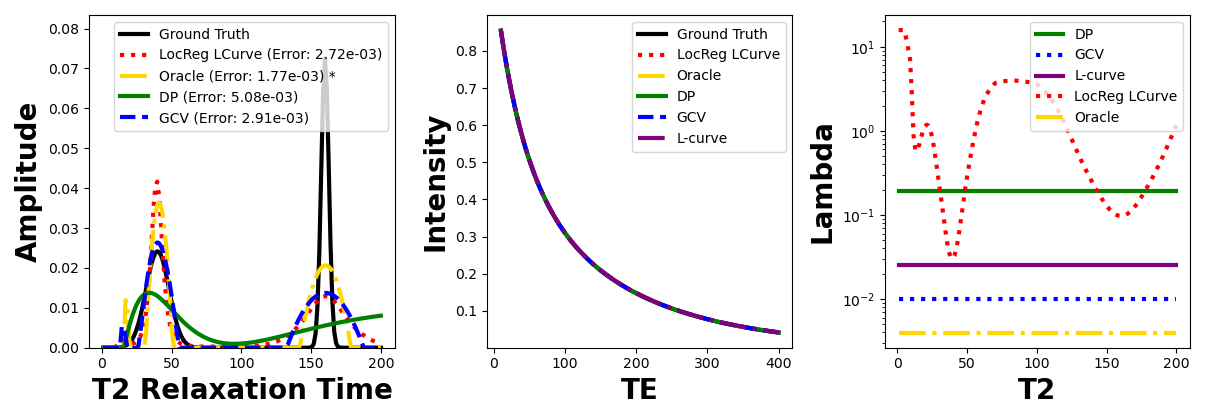 0.08
0.07
0.06
0.05
0.04
0.03
0.02
0.01
0.00
Amplitude
Ground Truth
LocReg LCurve (Error: 2.72e-03)
Oracle (Error: 1.77e-03) *
DP (Error: 5.08e-03)
GCV (Error: 2.91e-03)
0 50 100 150 200
T2 Relaxation Time
0.8
0.7
0.6
0.5
0.4
0.3
0.2
0.1
Intensity
Ground Truth
LocReg LCurve
Oracle
DP
GCV
L-curve
0 100 200 300 400
TE
10¹
10⁰
10⁻¹
10⁻²
Lambda
DP
GCV
L-curve
LocReg LCurve
Oracle
0 50 100 150 200
T2